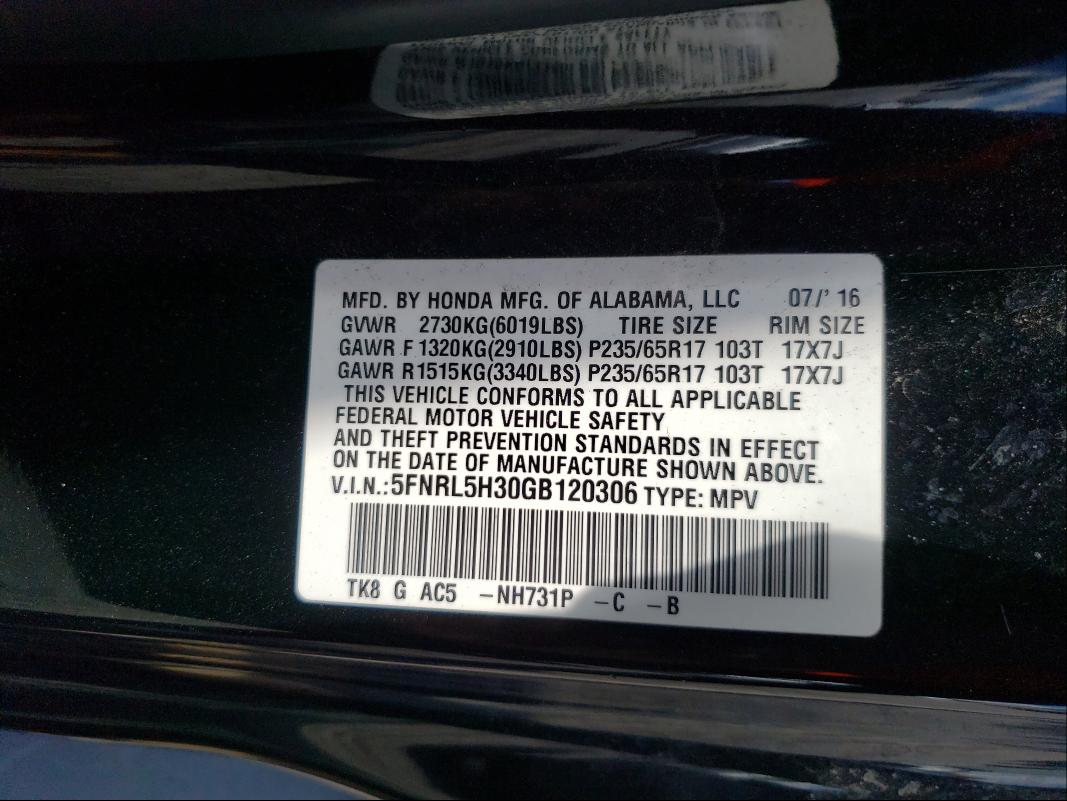 MFD. BY HONDA MFG. OF ALABAMA, LLC 07/' 16
GVWR 2730KG(6019LBS) TIRE SIZE RIM SIZE
GAWR F 1320KG(2910LBS) P235/65R17 103T 17X7J
GAWR R1515KG(3340LBS) P235/65R17 103T 17X7J
THIS VEHICLE CONFORMS TO ALL APPLICABLE
FEDERAL MOTOR VEHICLE SAFETY
AND THEFT PREVENTION STANDARDS IN EFFECT
ON THE DATE OF MANUFACTURE SHOWN ABOVE.
V.I.N.:5FNRL5H30GB120306 TYPE: MPV
TK8 G AC5 -NH731P -C -B